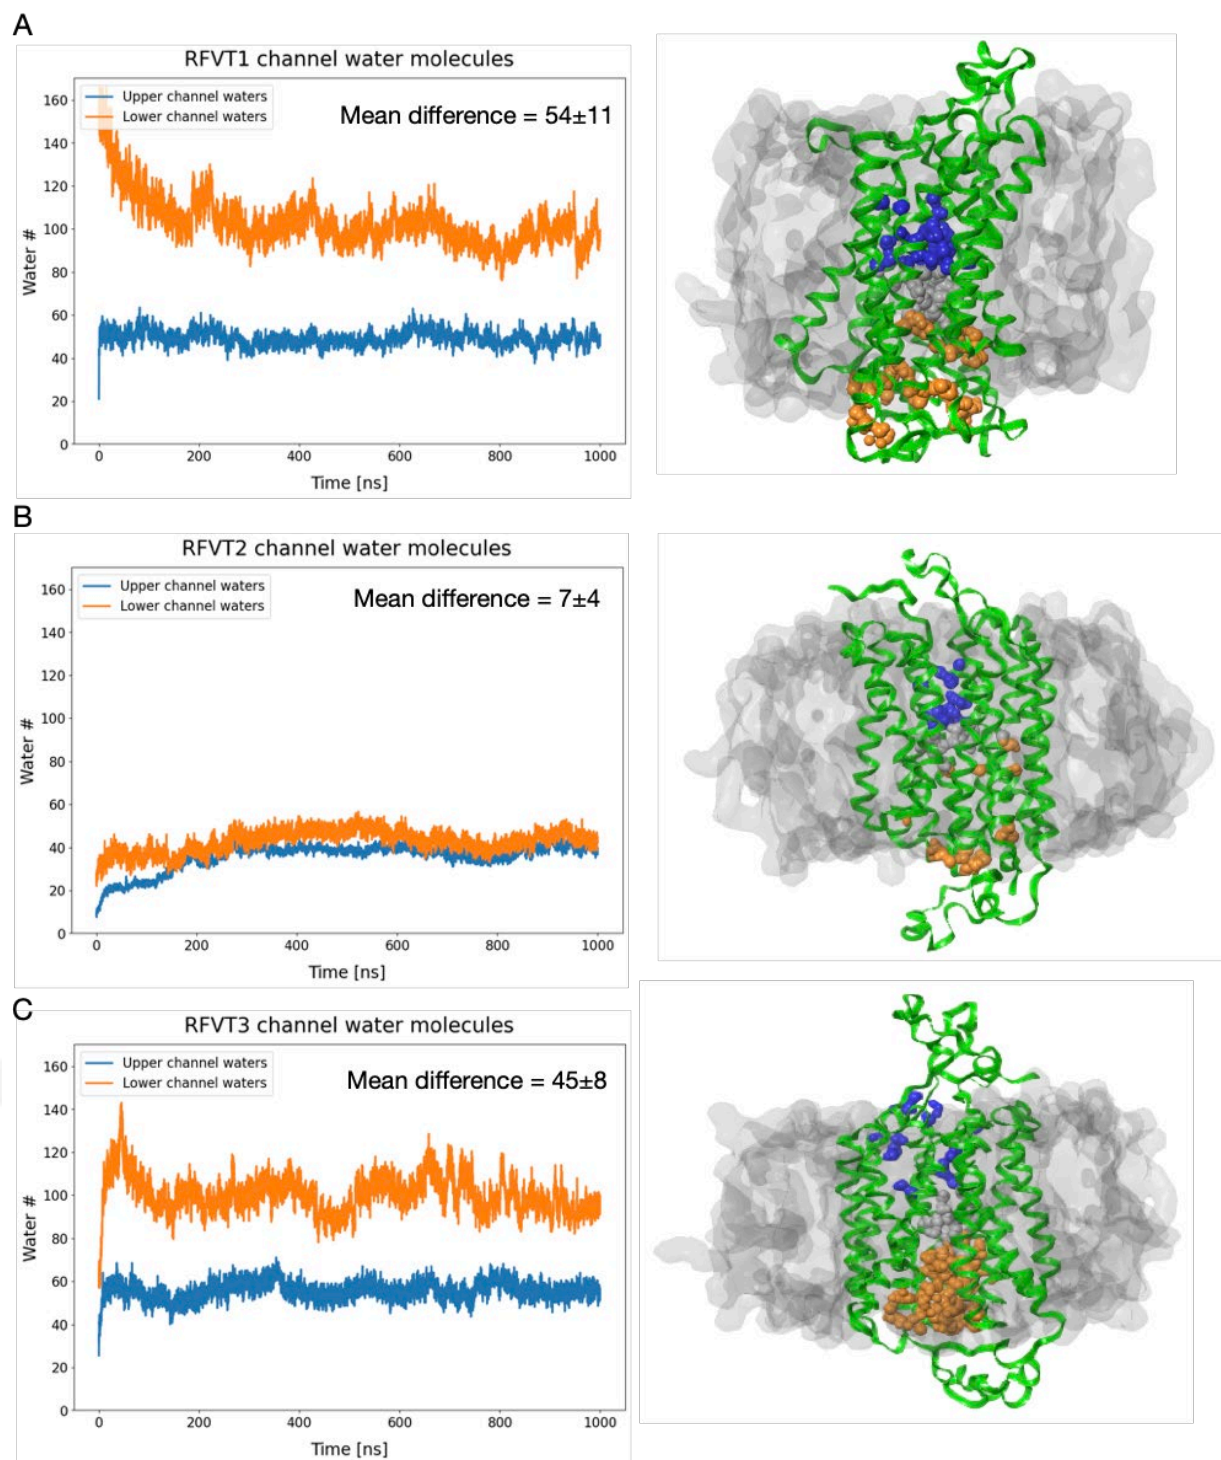 A
RFVT1 channel water molecules
Upper channel waters
Lower channel waters
Mean difference = 54±11
160
140
120
100
80
60
40
20
0
Water #
0 200 400 600 800 1000
Time [ns]
B
RFVT2 channel water molecules
Upper channel waters
Lower channel waters
Mean difference = 7±4
160
140
120
100
80
60
40
20
0
Water #
0 200 400 600 800 1000
Time [ns]
C
RFVT3 channel water molecules
Upper channel waters
Lower channel waters
Mean difference = 45±8
160
140
120
100
80
60
40
20
0
Water #
0 200 400 600 800 1000
Time [ns]